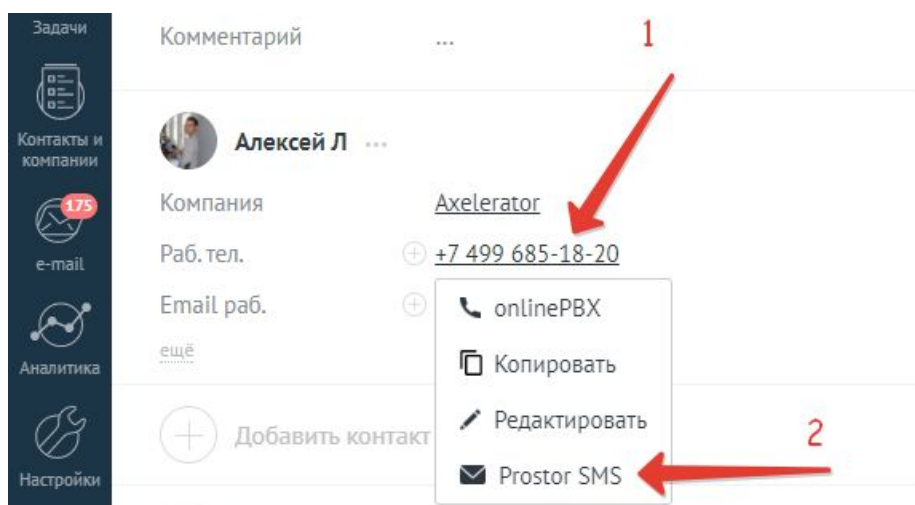 Задачи
Контакты и
компании
175
e-mail
Аналитика
Настройки
Комментарий ...
1
Алексей Л ...
Компания Axelerator
Раб. тел. +7 499 685-18-20
Email раб.
ещё
onlinePBX
Копировать
Редактировать
Prostor SMS
2
Добавить контакт